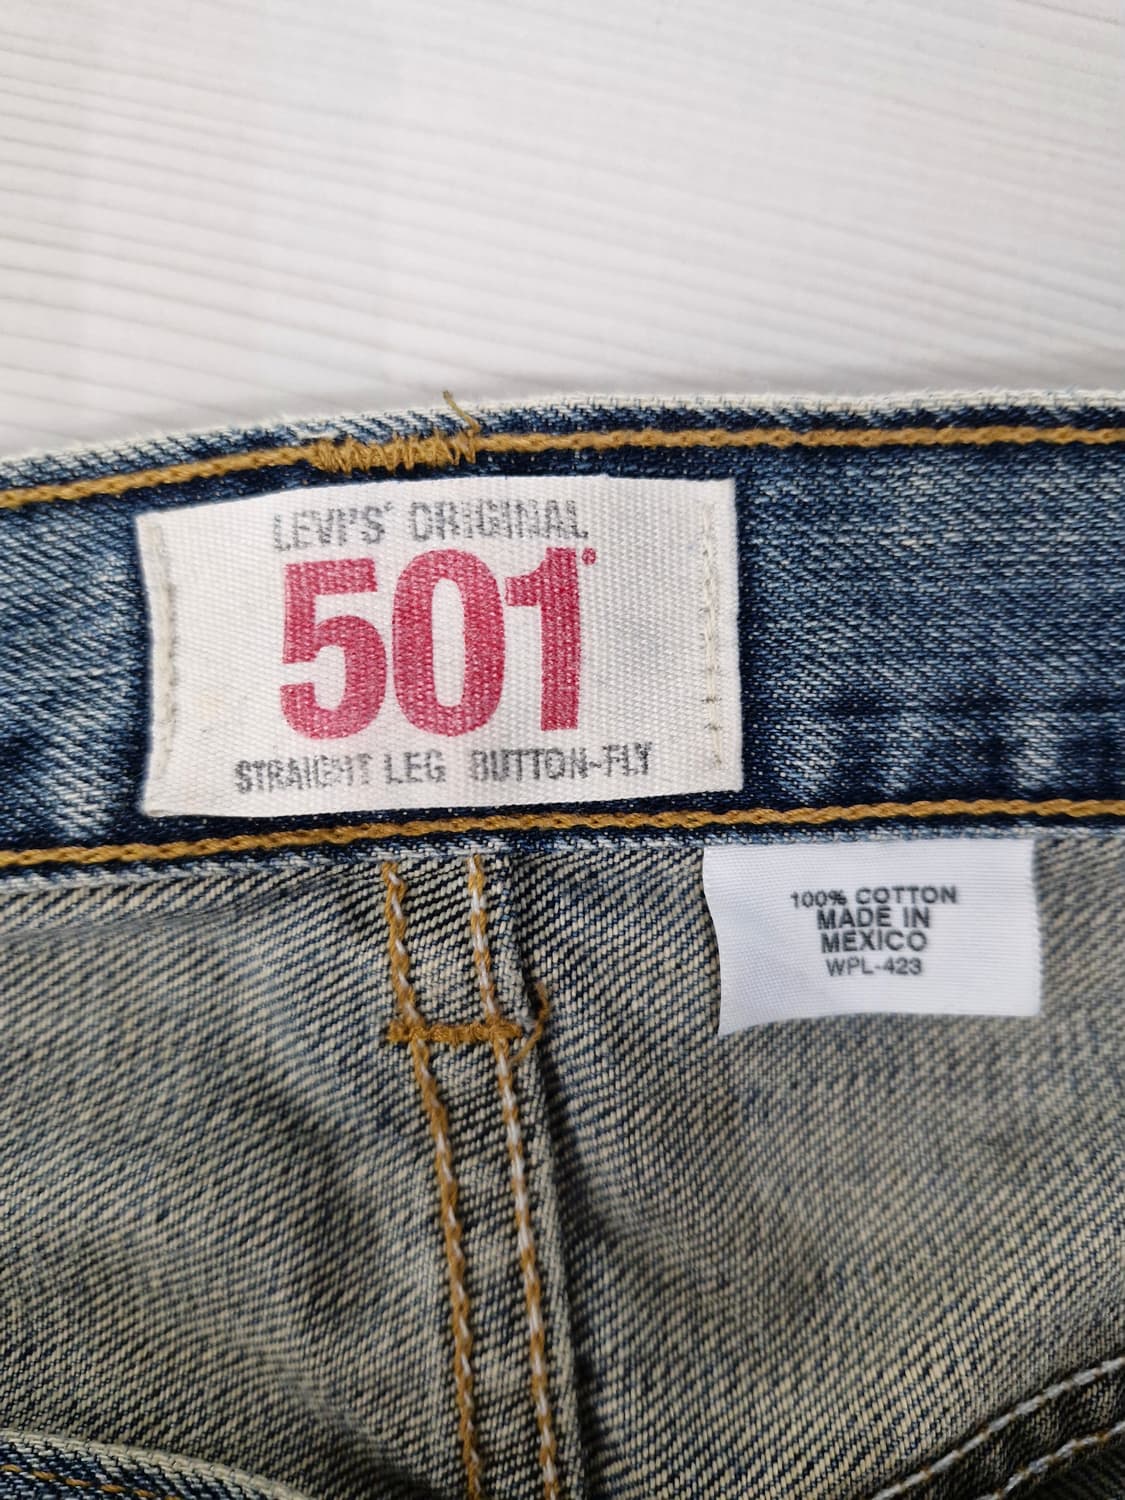 LEVI'S® ORIGINAL
501®
STRAIGHT LEG BUTTON-FLY
100% COTTON
MADE IN
MEXICO
WPL-423